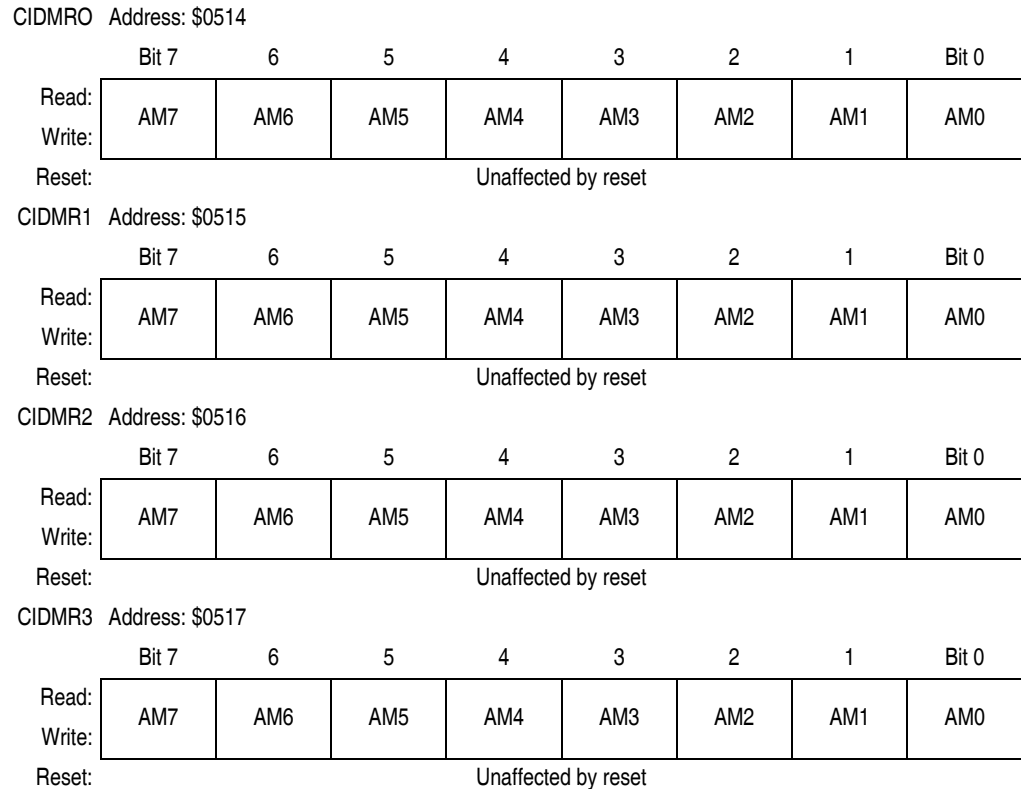 CIDMRO Address: $0514
Bit 7 6 5 4 3 2 1 Bit 0
Read:
AM7 AM6 AM5 AM4 AM3 AM2 AM1 AM0
Write:
Reset: Unaffected by reset
CIDMR1 Address: $0515
Bit 7 6 5 4 3 2 1 Bit 0
Read:
AM7 AM6 AM5 AM4 AM3 AM2 AM1 AM0
Write:
Reset: Unaffected by reset
CIDMR2 Address: $0516
Bit 7 6 5 4 3 2 1 Bit 0
Read:
AM7 AM6 AM5 AM4 AM3 AM2 AM1 AM0
Write:
Reset: Unaffected by reset
CIDMR3 Address: $0517
Bit 7 6 5 4 3 2 1 Bit 0
Read:
AM7 AM6 AM5 AM4 AM3 AM2 AM1 AM0
Write:
Reset: Unaffected by reset